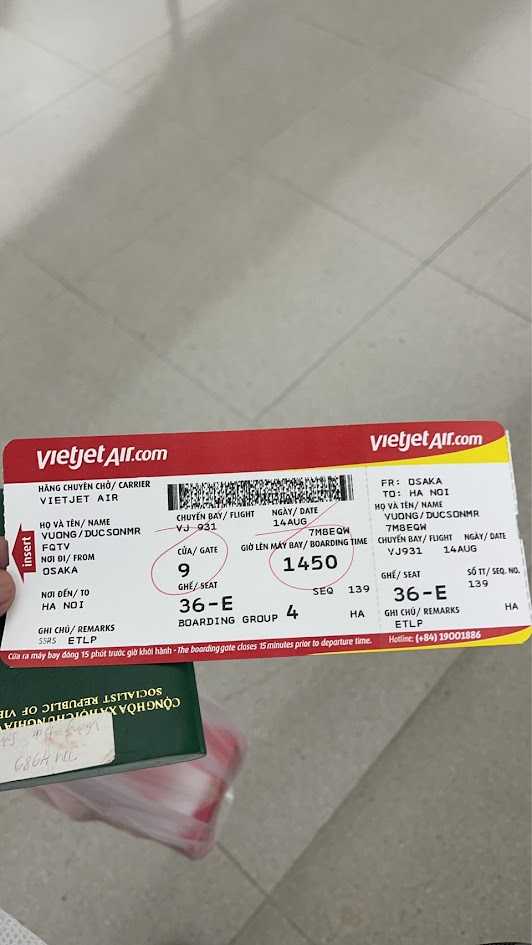 vietjetAir.com
HÃNG CHUYÊN CHỞ/ CARRIER
VIETJET AIR
HỌ VÀ TÊN/ NAME
VUONG/DUCSONMR
FQTV
NƠI ĐI/ FROM
OSAKA
NƠI ĐẾN/ TO
HA NOI
GHI CHÚ/ REMARKS
SSRS ETLP
insert
CHUYẾN BAY/ FLIGHT NGÀY/ DATE
VJ 931 14AUG
7M8EQW
CỬA/ GATE GIỜ LÊN MÁY BAY/ BOARDING TIME
9 1450
GHẾ/ SEAT SEQ 139
36-E
BOARDING GROUP 4 HA
Cửa ra máy bay đóng 15 phút trước giờ khởi hành - The boarding gate closes 15 minutes prior to departure time.
vietjetAir.com
FR: OSAKA
TO: HA NOI
HỌ VÀ TÊN/ NAME
VUONG/DUCSONMR
7M8EQW
CHUYẾN BAY/ FLIGHT NGÀY/ DATE
VJ931 14AUG
GHẾ/ SEAT SỐ TT/ SEQ. NO.
36-E 139
GHI CHÚ/ REMARKS HA
ETLP
Hotline: (+84) 19001886
CỘNG HÒA XÃ HỘI CHỦ NGHĨA
SOCIALIST REPUBLIC OF VIE